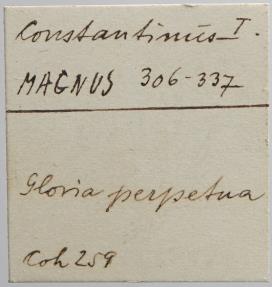 Constantinus I.
MAGNUS 306-337
Gloria perpetua
Coh 259